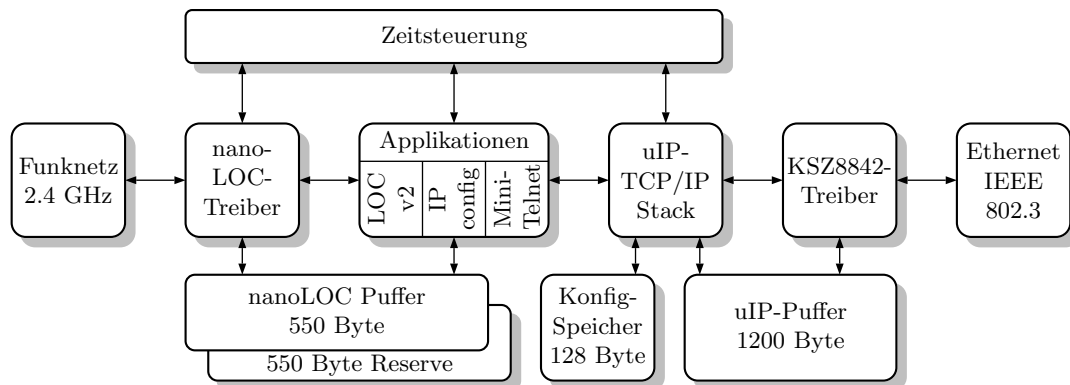 Zeitsteuerung
Funknetz
2.4 GHz
nano-
LOC-
Treiber
Applikationen
LOC
v2
IP
config
Mini-
Telnet
uIP-
TCP/IP
Stack
KSZ8842-
Treiber
Ethernet
IEEE
802.3
nanoLOC Puffer
550 Byte
550 Byte Reserve
Konfig-
Speicher
128 Byte
uIP-Puffer
1200 Byte